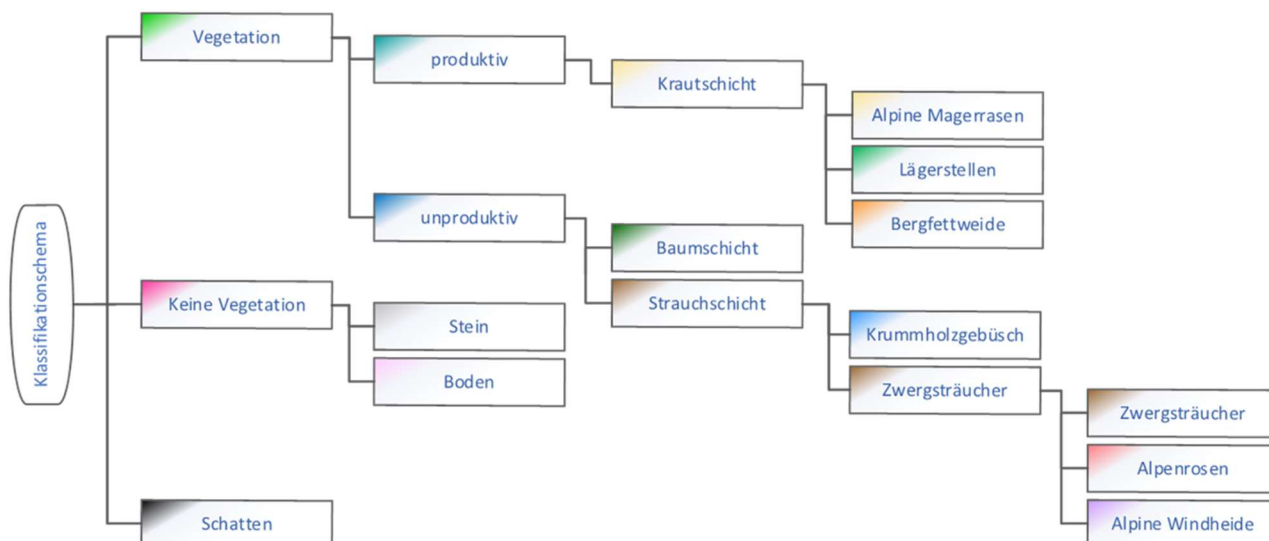 Klassifikationschema
Vegetation
produktiv
Krautschicht
Alpine Magerrasen
Lägerstellen
Bergfettweide
unproduktiv
Baumschicht
Strauchschicht
Krummholzgebüsch
Zwergsträucher
Zwergsträucher
Alpenrosen
Alpine Windheide
Keine Vegetation
Stein
Boden
Schatten